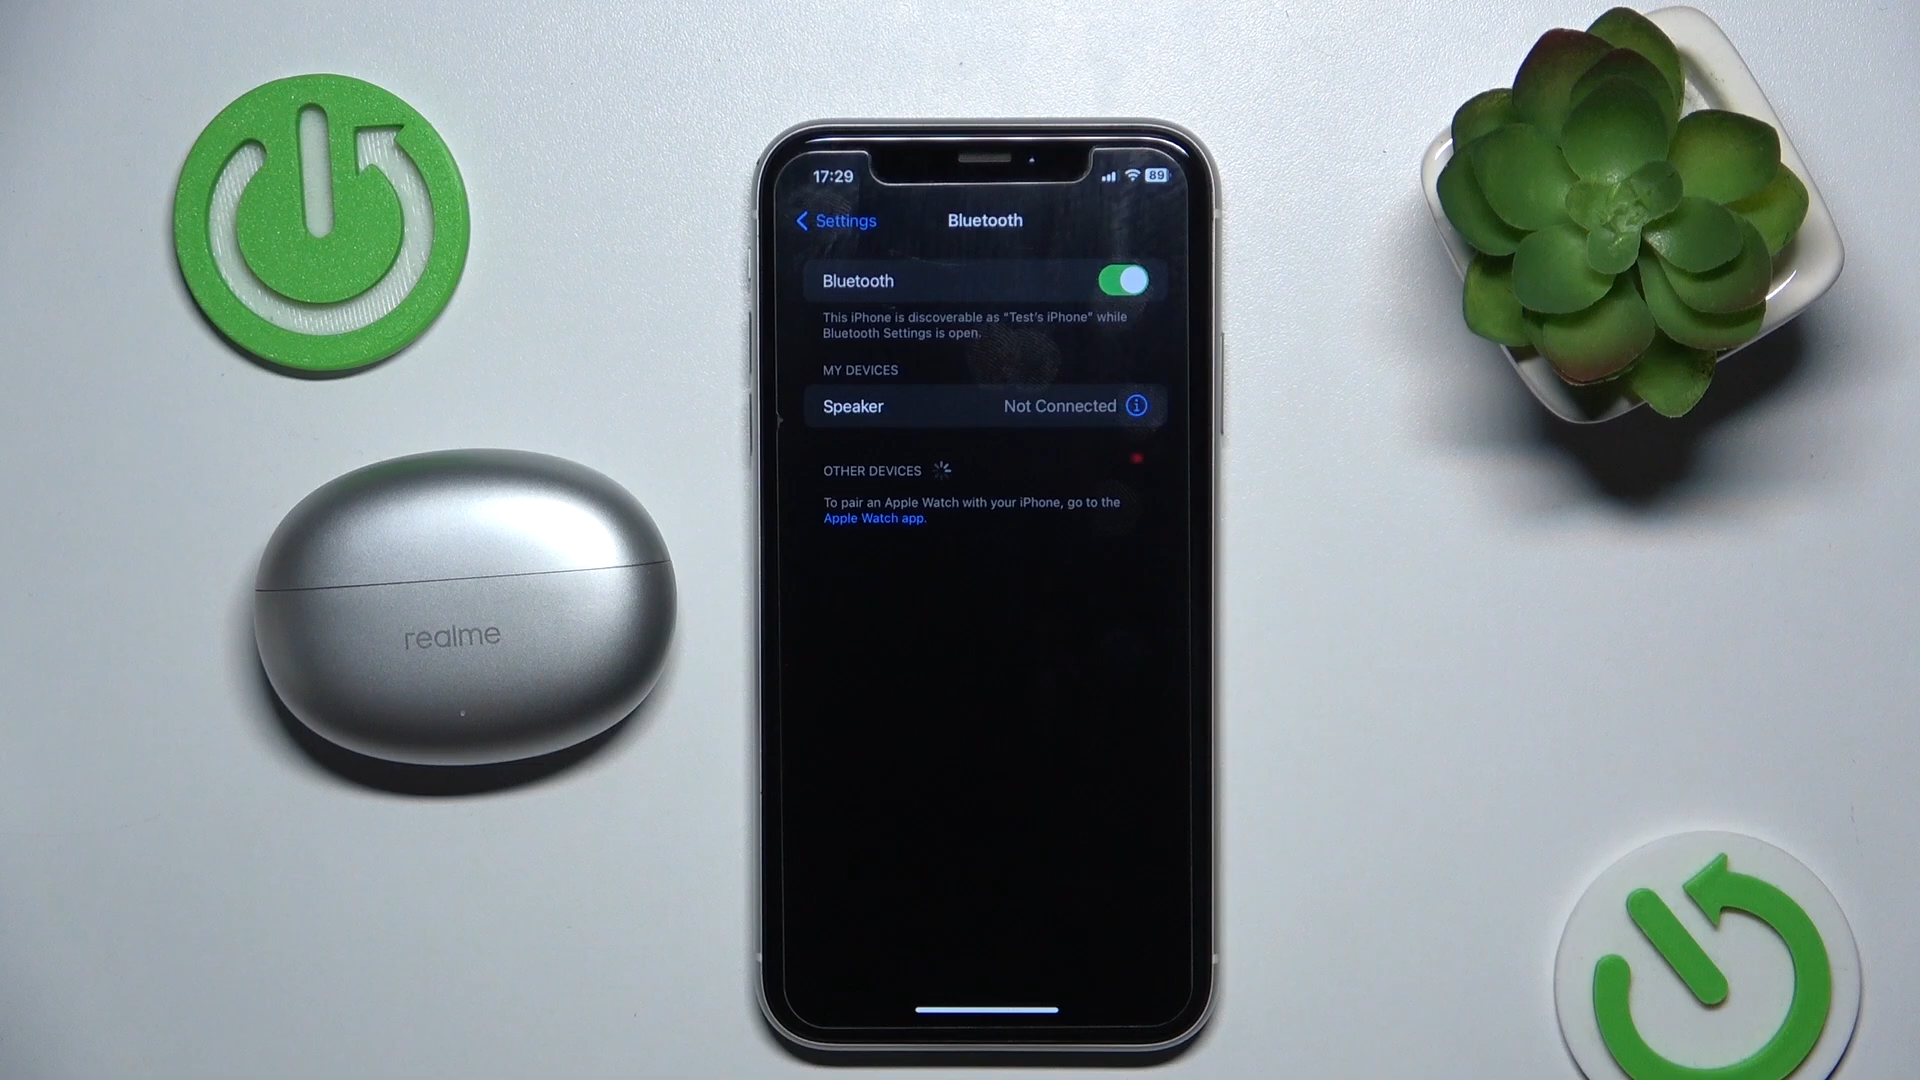 17:29
89
Settings
Bluetooth
Bluetooth
This iPhone is discoverable as “Test’s iPhone” while
Bluetooth Settings is open.
MY DEVICES
Speaker
Not Connected
OTHER DEVICES
To pair an Apple Watch with your iPhone, go to the
Apple Watch app.
realme